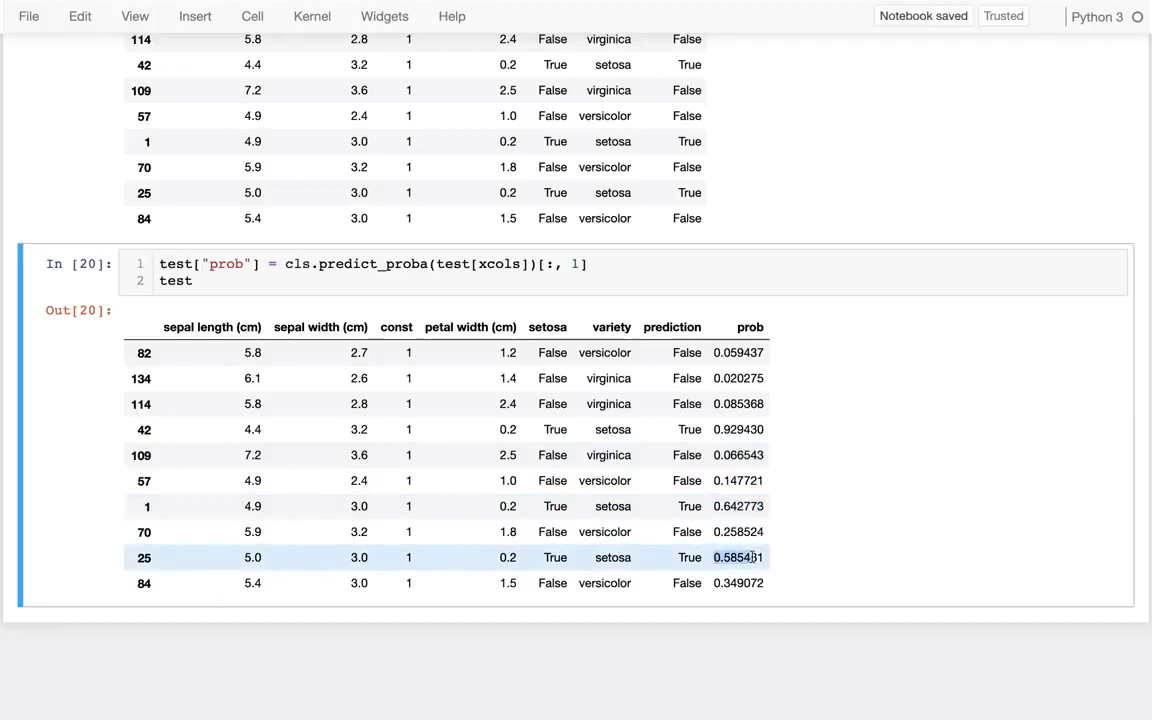 File Edit View Insert Cell Kernel Widgets Help Notebook saved Trusted Python 3
114 5.8 2.8 1 2.4 False virginica False
42 4.4 3.2 1 0.2 True setosa True
109 7.2 3.6 1 2.5 False virginica False
57 4.9 2.4 1 1.0 False versicolor False
1 4.9 3.0 1 0.2 True setosa True
70 5.9 3.2 1 1.8 False versicolor False
25 5.0 3.0 1 0.2 True setosa True
84 5.4 3.0 1 1.5 False versicolor False
In [20]: 1 test["prob"] = cls.predict_proba(test[xcols])[:, 1]
2 test
Out[20]:
sepal length (cm) sepal width (cm) const petal width (cm) setosa variety prediction prob
82 5.8 2.7 1 1.2 False versicolor False 0.059437
134 6.1 2.6 1 1.4 False virginica False 0.020275
114 5.8 2.8 1 2.4 False virginica False 0.085368
42 4.4 3.2 1 0.2 True setosa True 0.929430
109 7.2 3.6 1 2.5 False virginica False 0.066543
57 4.9 2.4 1 1.0 False versicolor False 0.147721
1 4.9 3.0 1 0.2 True setosa True 0.642773
70 5.9 3.2 1 1.8 False versicolor False 0.258524
25 5.0 3.0 1 0.2 True setosa True 0.585431
84 5.4 3.0 1 1.5 False versicolor False 0.349072